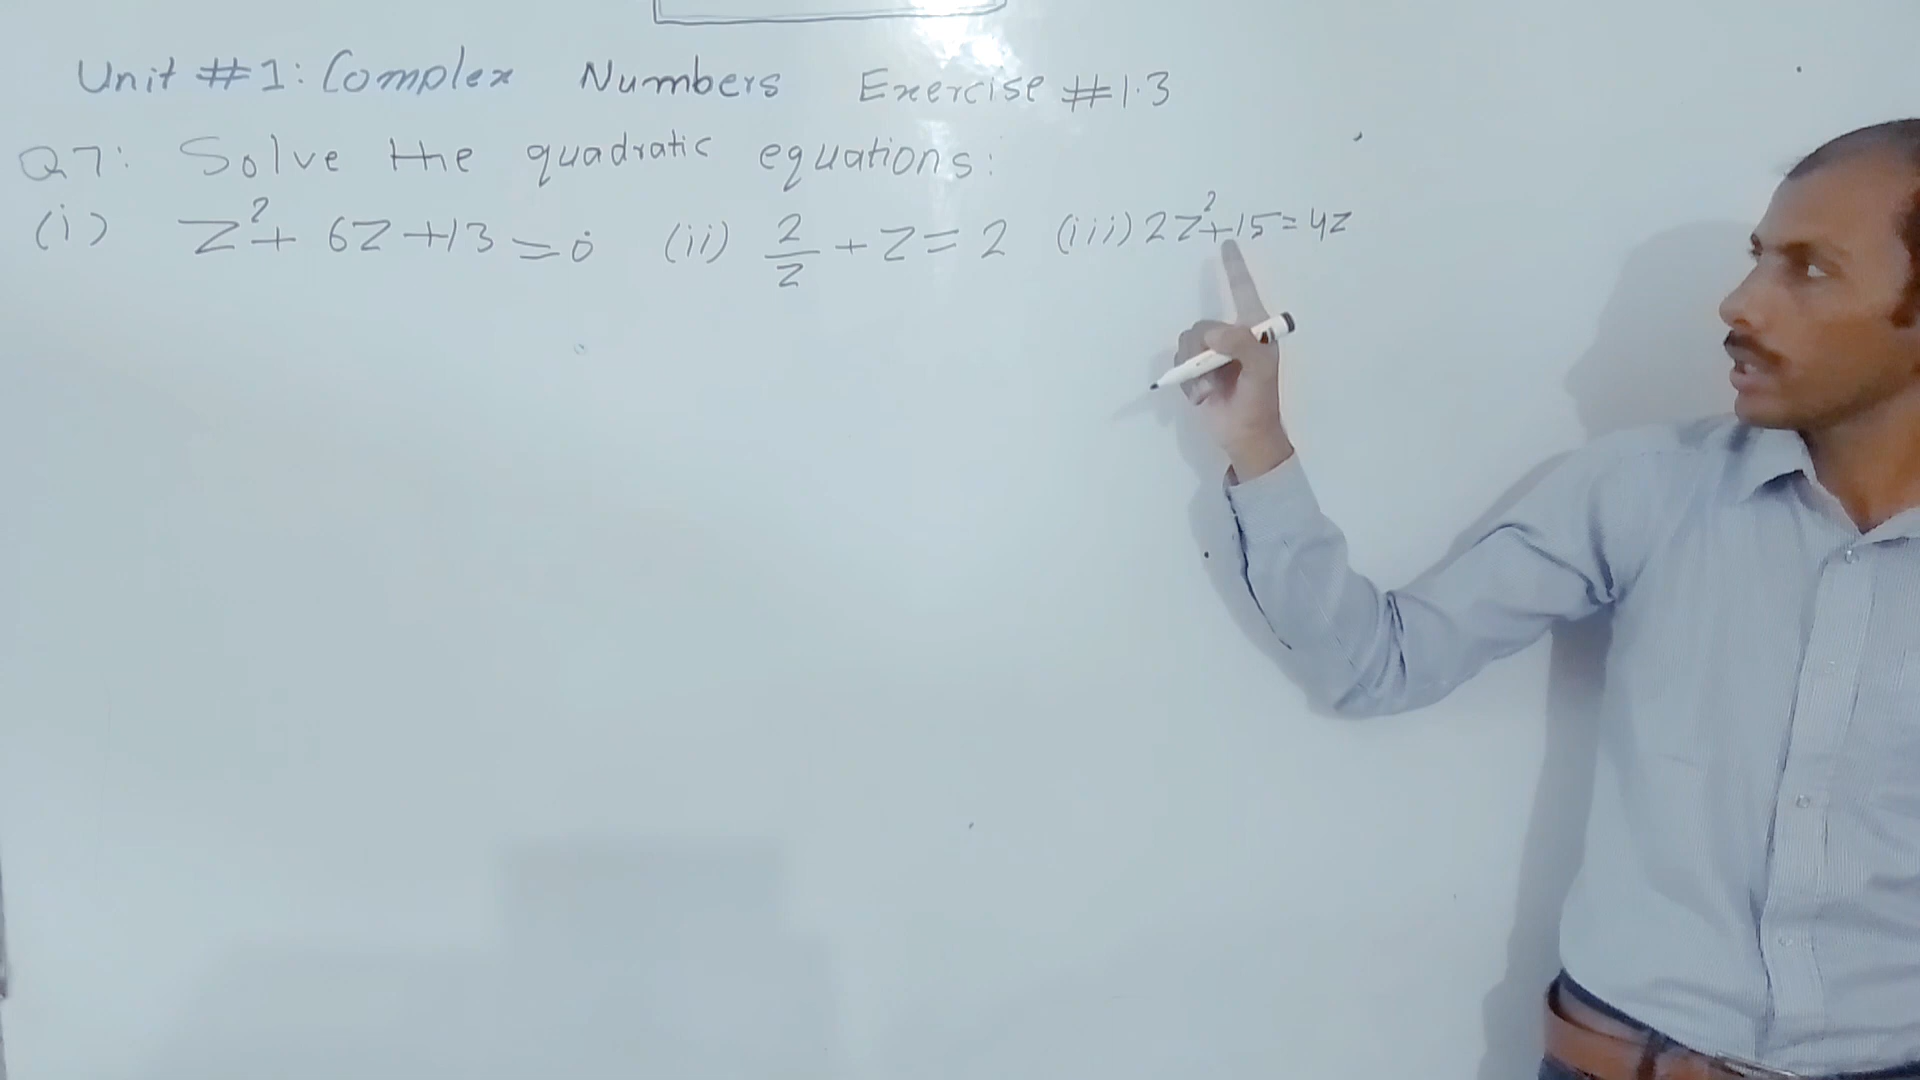 Unit #1: Complex Numbers Exercise #1.3
Q7: Solve the quadratic equations:
(i) z²+ 6z+13=0 (ii) 2/z + z = 2 (iii) 2z²+15=4z